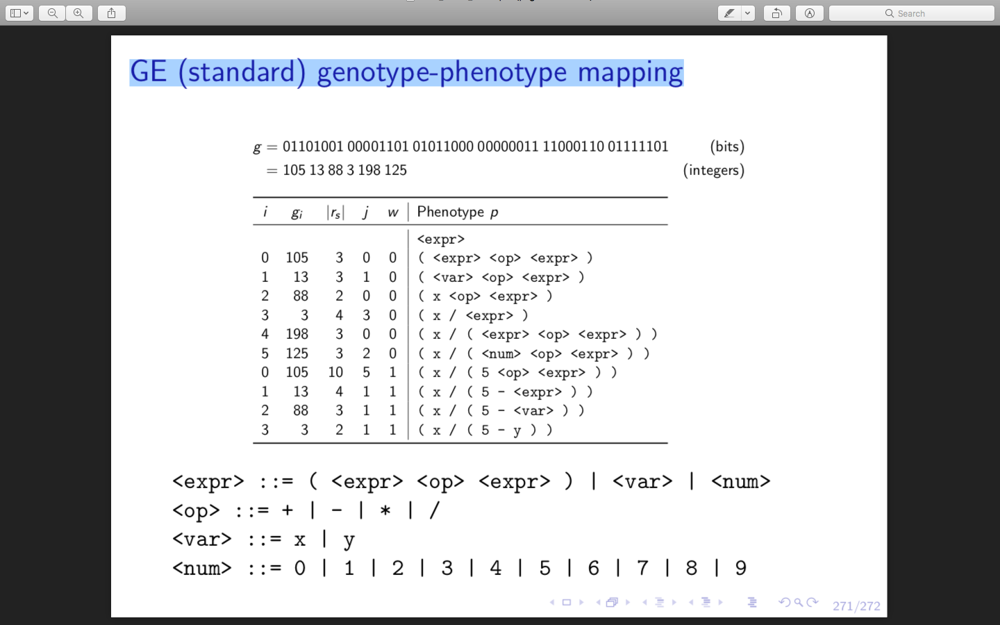 Search
GE (standard) genotype-phenotype mapping
g = 01101001 00001101 01011000 00000011 11000110 01111101 (bits)
= 105 13 88 3 198 125 (integers)
i gᵢ |rₛ| j w Phenotype p
<expr>
0 105 3 0 0 ( <expr> <op> <expr> )
1 13 3 1 0 ( <var> <op> <expr> )
2 88 2 0 0 ( x <op> <expr> )
3 3 4 3 0 ( x / <expr> )
4 198 3 0 0 ( x / ( <expr> <op> <expr> ) )
5 125 3 2 0 ( x / ( <num> <op> <expr> ) )
0 105 10 5 1 ( x / ( 5 <op> <expr> ) )
1 13 4 1 1 ( x / ( 5 - <expr> ) )
2 88 3 1 1 ( x / ( 5 - <var> ) )
3 3 2 1 1 ( x / ( 5 - y ) )
<expr> ::= ( <expr> <op> <expr> ) | <var> | <num>
<op> ::= + | - | * | /
<var> ::= x | y
<num> ::= 0 | 1 | 2 | 3 | 4 | 5 | 6 | 7 | 8 | 9
271/272